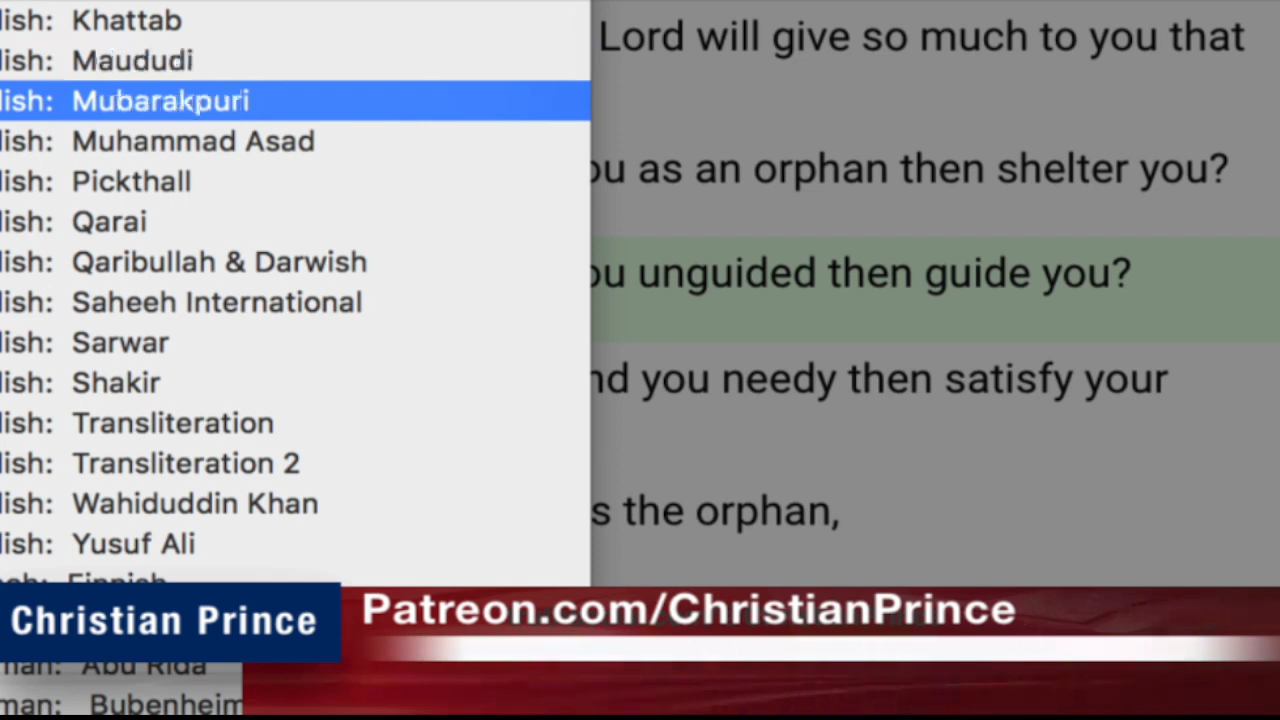 lish: Khattab
lish: Maududi
lish: Mubarakpuri
lish: Muhammad Asad
lish: Pickthall
lish: Qarai
lish: Qaribullah & Darwish
lish: Saheeh International
lish: Sarwar
lish: Shakir
lish: Transliteration
lish: Transliteration 2
lish: Wahiduddin Khan
lish: Yusuf Ali
Finnish
Abu Rida
man: Bubenheim
Lord will give so much to you that
ou as an orphan then shelter you?
ou unguided then guide you?
nd you needy then satisfy your
s the orphan,
Christian Prince
Patreon.com/ChristianPrince